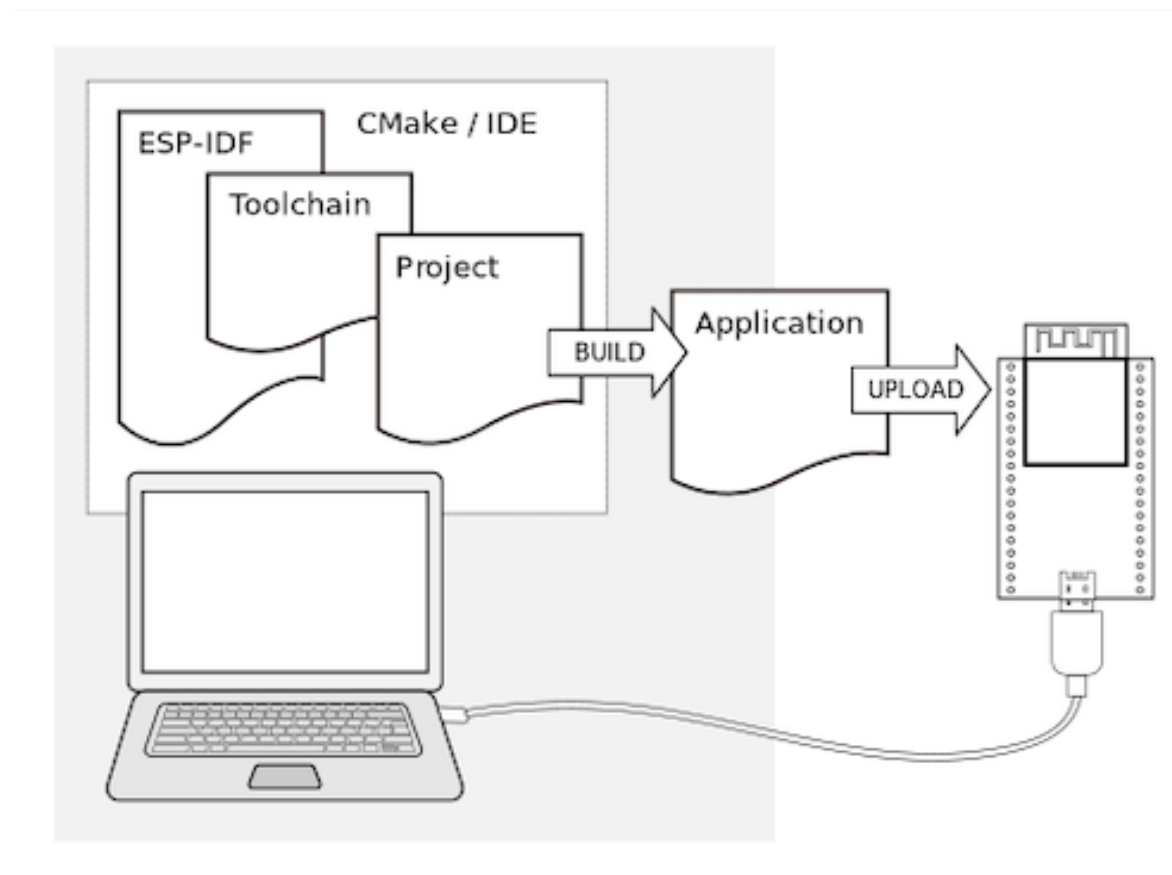 CMake / IDE
ESP-IDF
Toolchain
Project
BUILD
Application
UPLOAD